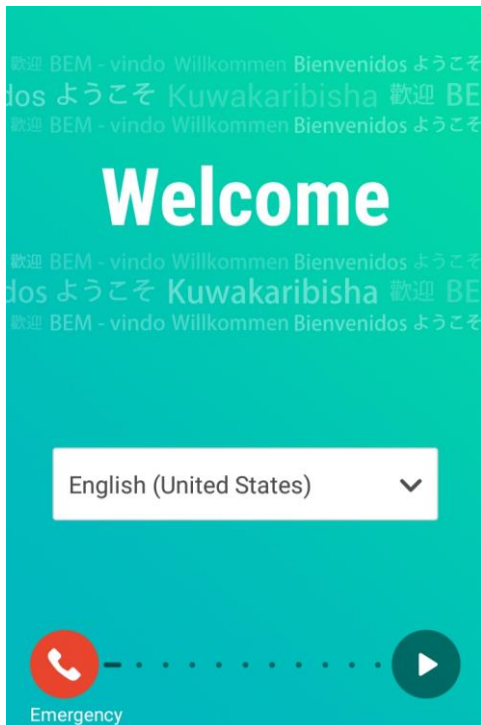 歡迎 BEM - vindo Willkommen Bienvenidos ようこそ
dos ようこそ Kuwakaribisha 歡迎 BE
歡迎 BEM - vindo Willkommen Bienvenidos ようこそ
Welcome
歡迎 BEM - vindo Willkommen Bienvenidos ようこそ
dos ようこそ Kuwakaribisha 歡迎 BE
歡迎 BEM - vindo Willkommen Bienvenidos ようこそ
English (United States)
Emergency